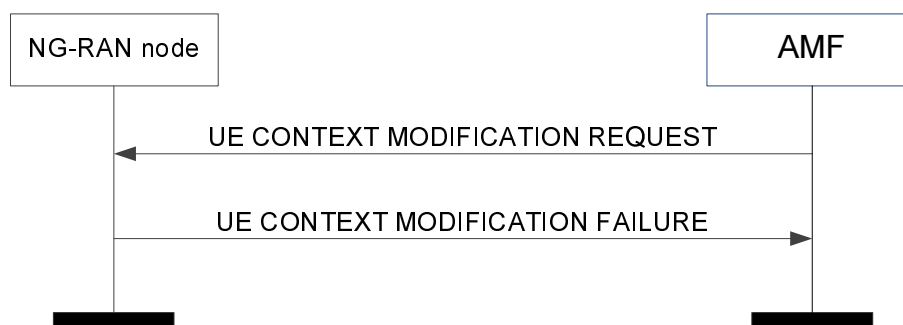 NG-RAN node
AMF
UE CONTEXT MODIFICATION REQUEST
UE CONTEXT MODIFICATION FAILURE